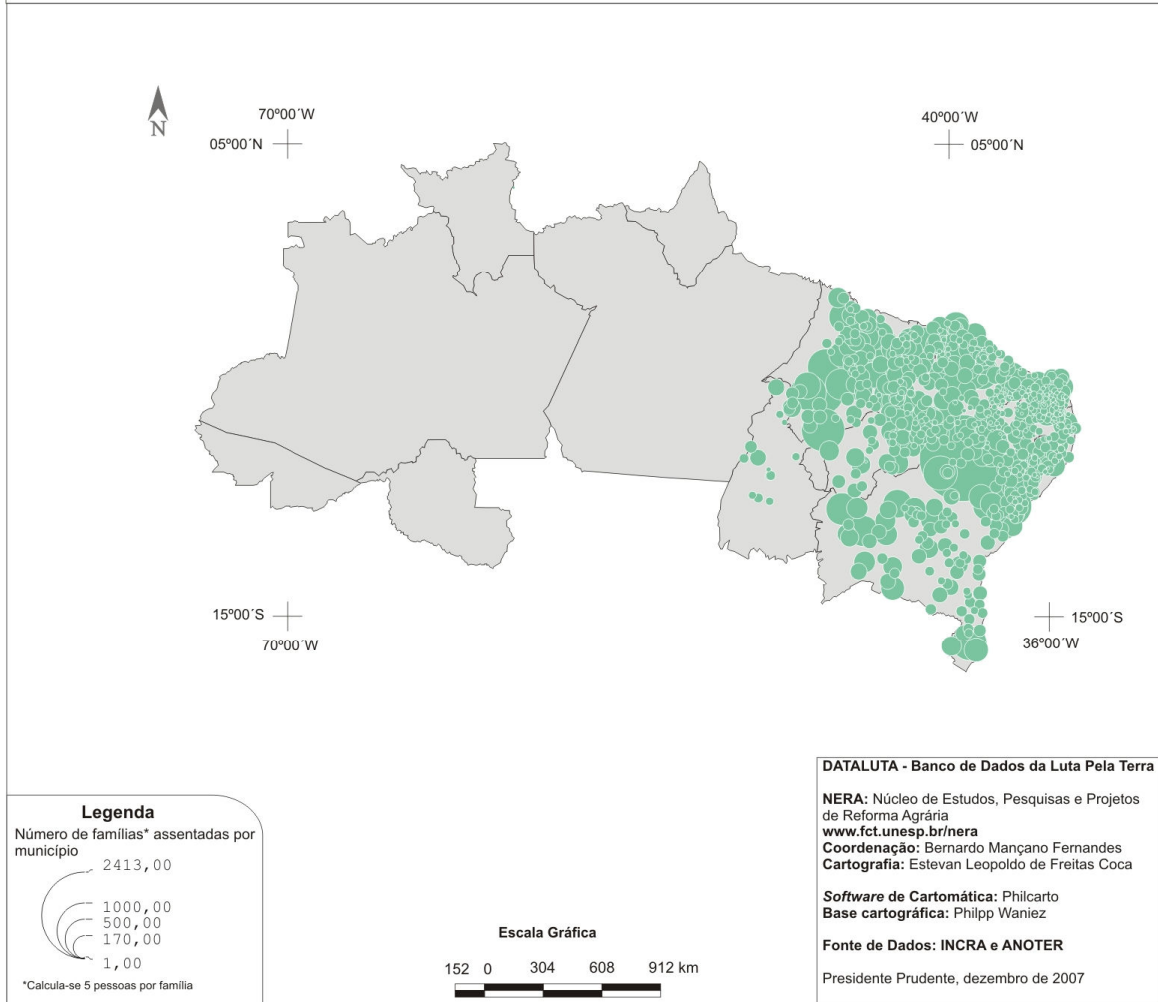 N
70º00´W
05º00´N
40º00´W
05º00´N
15º00´S
70º00´W
15º00´S
36º00´W
Legenda
Número de famílias* assentadas por
município
2413,00
1000,00
500,00
170,00
1,00
*Calcula-se 5 pessoas por família
Escala Gráfica
152 0 304 608 912 km
DATALUTA - Banco de Dados da Luta Pela Terra
NERA: Núcleo de Estudos, Pesquisas e Projetos
de Reforma Agrária
www.fct.unesp.br/nera
Coordenação: Bernardo Mançano Fernandes
Cartografia: Estevan Leopoldo de Freitas Coca
Software de Cartomática: Philcarto
Base cartográfica: Philpp Waniez
Fonte de Dados: INCRA e ANOTER
Presidente Prudente, dezembro de 2007